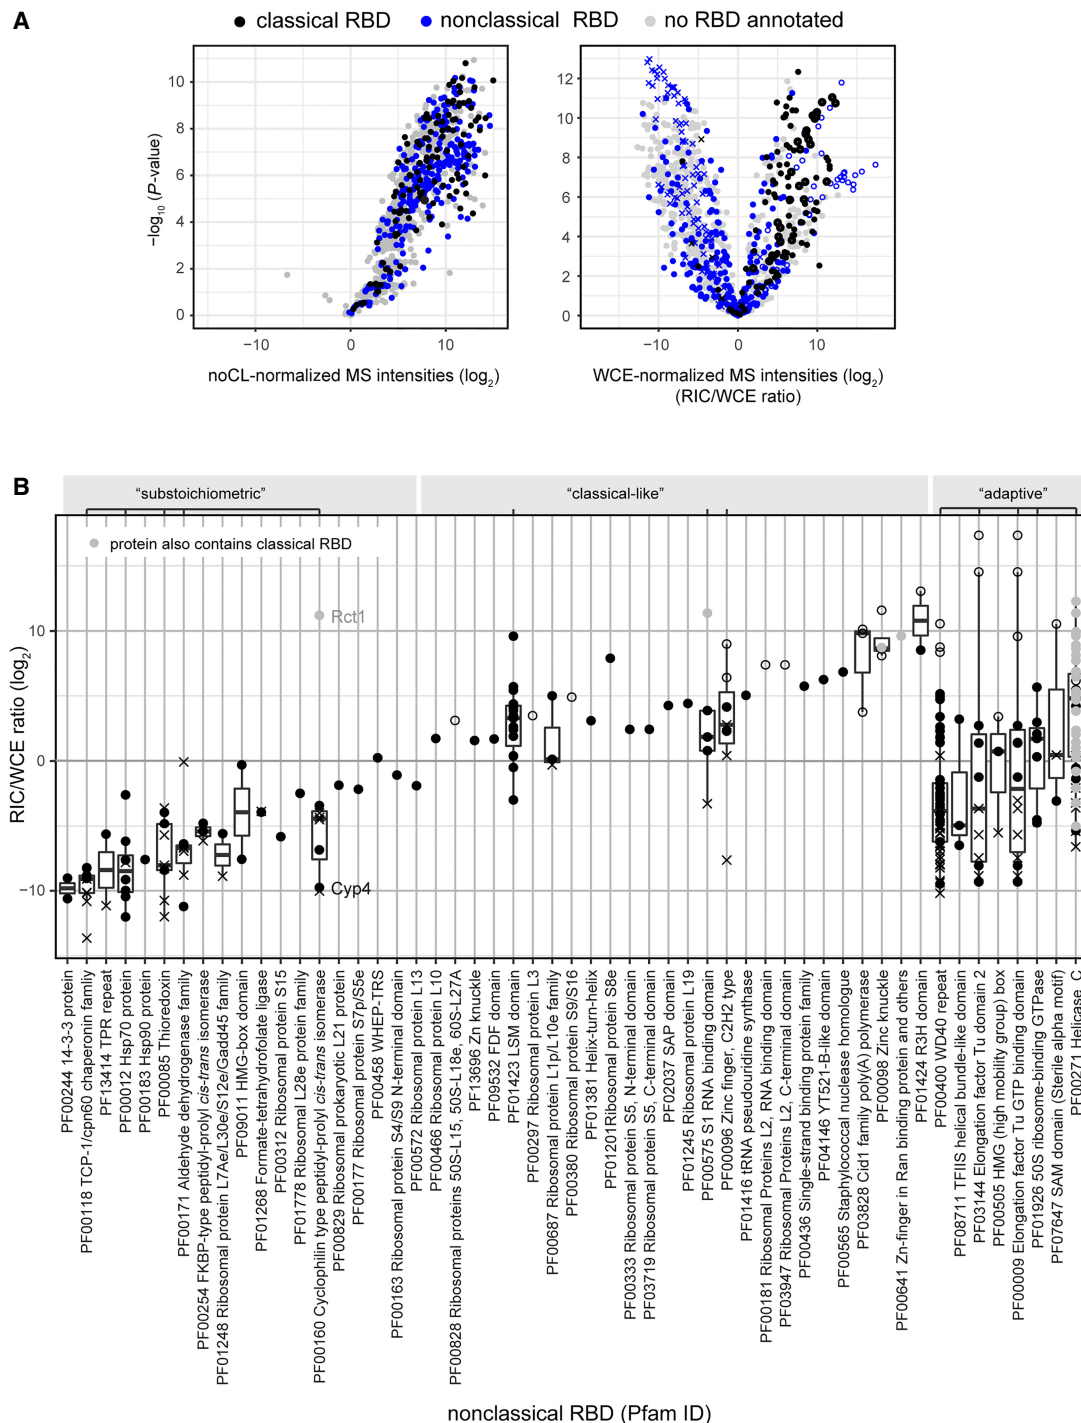 A
classical RBD
nonclassical RBD
no RBD annotated
−log10 (P-value)
10
8
6
4
2
0
−10
0
10
noCL-normalized MS intensities (log2)
12
10
8
6
4
2
0
−10
0
10
WCE-normalized MS intensities (log2)
(RIC/WCE ratio)
B
“substoichiometric”
“classical-like”
“adaptive”
protein also contains classical RBD
Rct1
Cyp4
RIC/WCE ratio (log2)
10
0
−10
PF00244 14-3-3 protein
PF00118 TCP-1/cpn60 chaperonin family
PF13414 TPR repeat
PF00012 Hsp70 protein
PF00183 Hsp90 protein
PF00085 Thioredoxin
PF00171 Aldehyde dehydrogenase family
PF00254 FKBP-type peptidyl-prolyl cis-trans isomerase
PF01248 Ribosomal protein L7Ae/L30e/S12e/Gadd45 family
PF09011 HMG-box domain
PF01268 Formate-tetrahydrofolate ligase
PF00312 Ribosomal protein S15
PF01778 Ribosomal L28e protein family
PF00160 Cyclophilin type peptidyl-prolyl cis-trans isomerase
PF00829 Ribosomal prokaryotic L21 protein
PF00177 Ribosomal protein S7p/S5e
PF00458 WHEP-TRS
PF00163 Ribosomal protein S4/S9 N-terminal domain
PF00572 Ribosomal protein L13
PF00466 Ribosomal protein L10
PF00828 Ribosomal proteins 50S-L15, 50S-L18e, 60S-L27A
PF13696 Zn knuckle
PF09532 FDF domain
PF01423 LSM domain
PF00297 Ribosomal protein L3
PF00687 Ribosomal protein L1p/L10e family
PF00380 Ribosomal protein S9/S16
PF01381 Helix-turn-helix
PF01201Ribosomal protein S8e
PF00333 Ribosomal protein S5, N-terminal domain
PF03719 Ribosomal protein S5, C-terminal domain
PF02037 SAP domain
PF01245 Ribosomal protein L19
PF00575 S1 RNA binding domain
PF00096 Zinc finger, C2H2 type
PF01416 tRNA pseudouridine synthase
PF00181 Ribosomal Proteins L2, RNA binding domain
PF03947 Ribosomal Proteins L2, C-terminal domain
PF00436 Single-strand binding protein family
PF04146 YT521-B-like domain
PF00565 Staphylococcal nuclease homologue
PF03828 Cid1 family poly(A) polymerase
PF00098 Zinc knuckle
PF00641 Zn-finger in Ran binding protein and others
PF01424 R3H domain
PF00400 WD40 repeat
PF08711 TFIIS helical bundle-like domain
PF03144 Elongation factor Tu domain 2
PF00505 HMG (high mobility group) box
PF00009 Elongation factor Tu GTP binding domain
PF01926 50S ribosome-binding GTPase
PF07647 SAM domain (Sterile alpha motif)
PF00271 Helicase C
nonclassical RBD (Pfam ID)